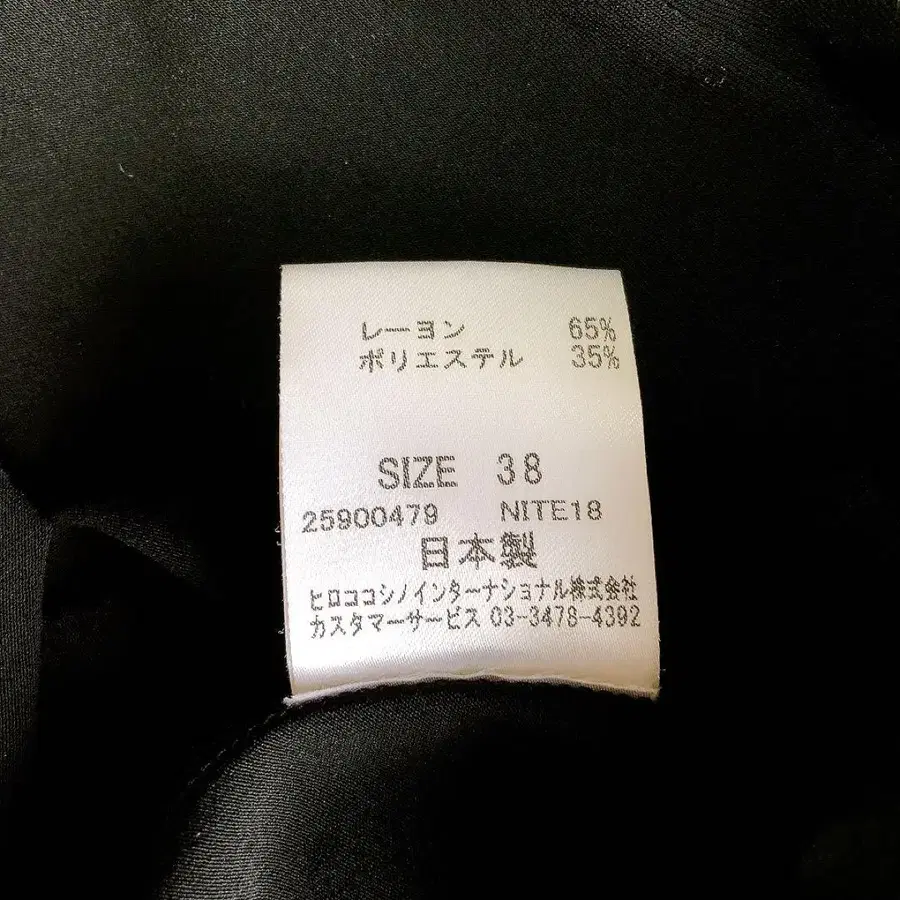 レーヨン 65%
ポリエステル 35%
SIZE 38
25900479 NITE18
日本製
ヒロココシノインターナショナル株式会社
カスタマーサービス 03-3478-4392